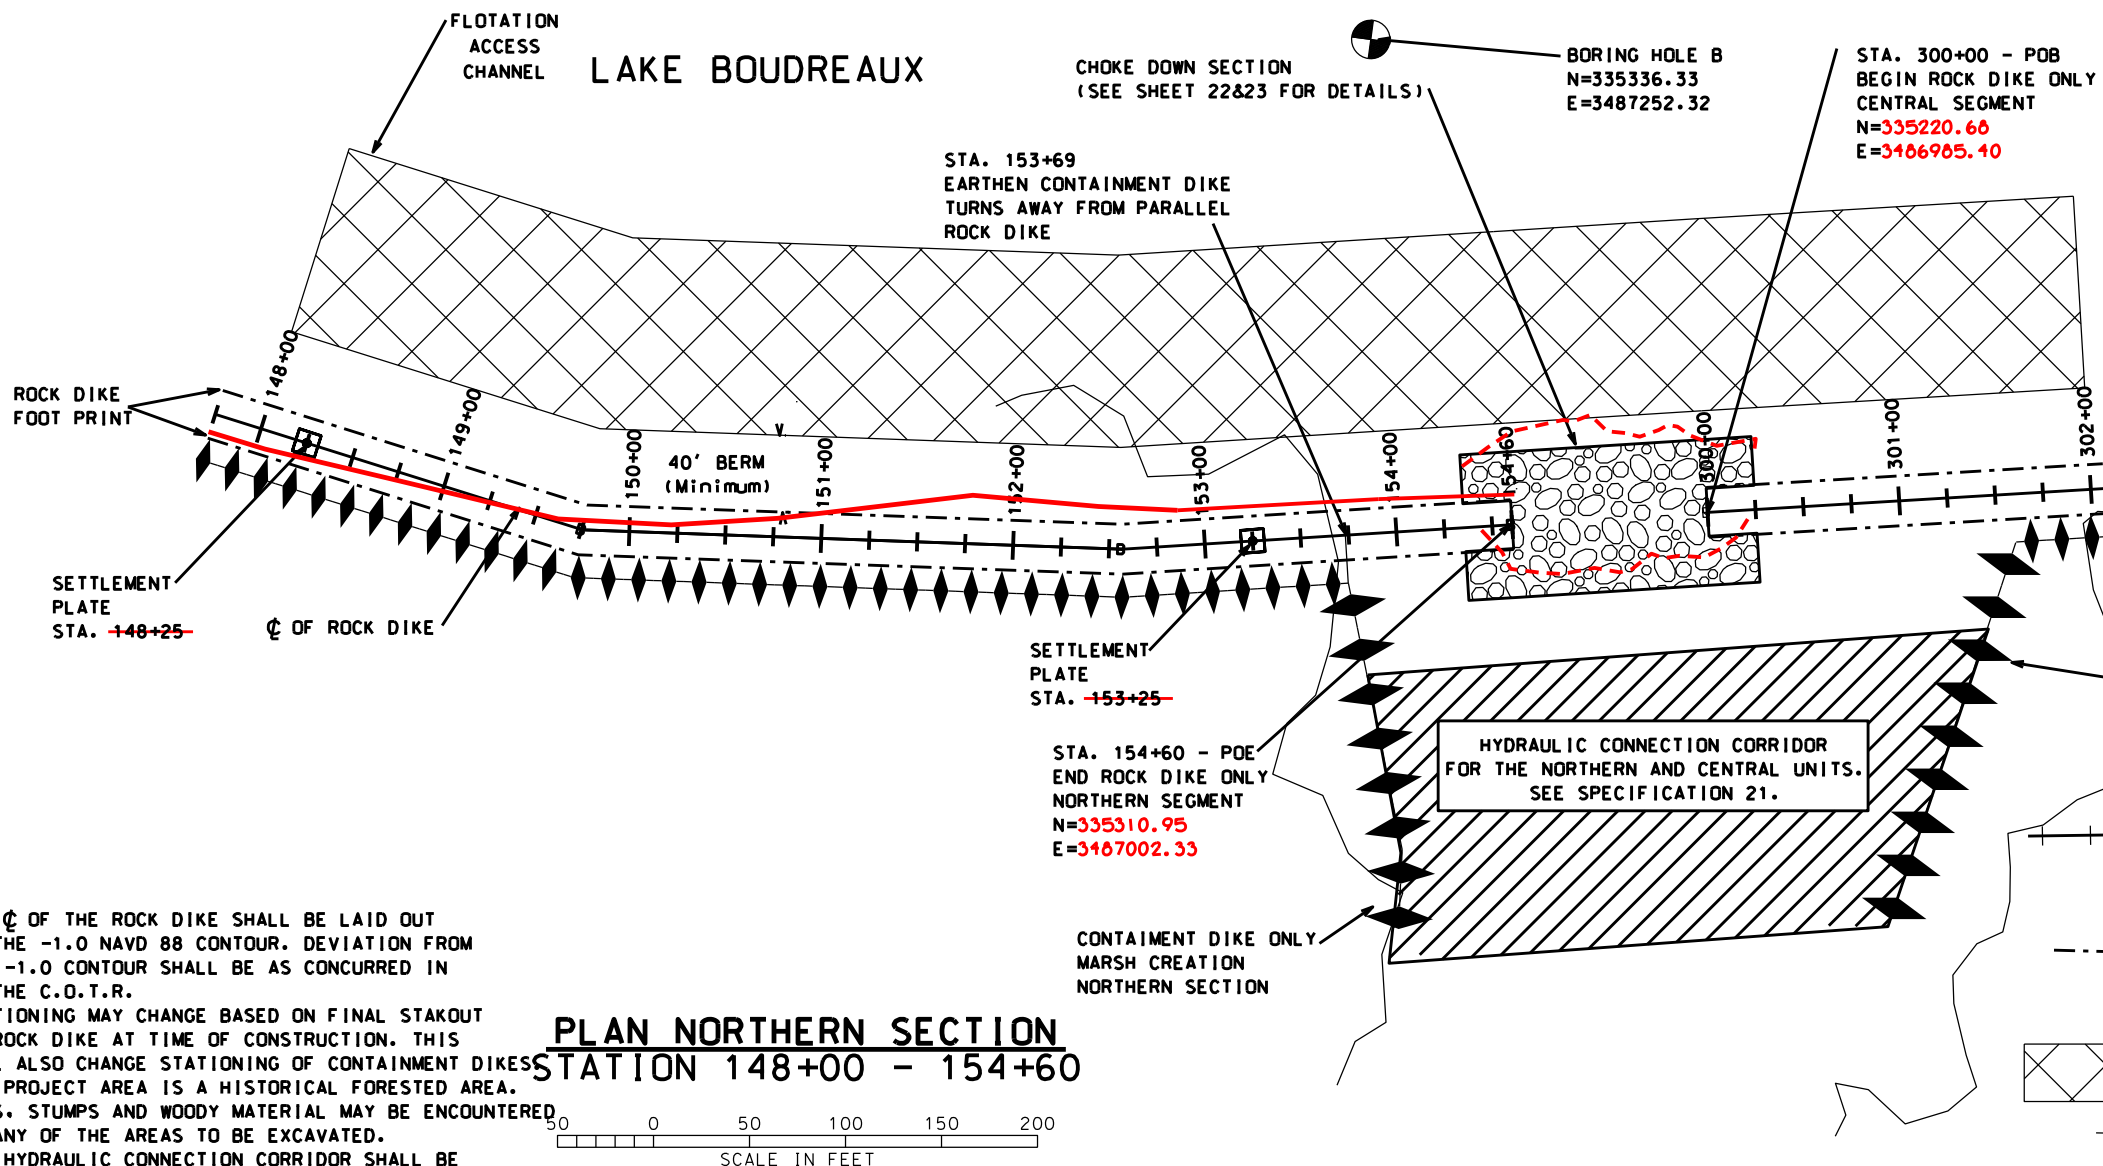 FLOTATION
ACCESS
CHANNEL
LAKE BOUDREAUX
CHOKE DOWN SECTION
(SEE SHEET 22&23 FOR DETAILS)
BORING HOLE B
N=335336.33
E=3487252.32
STA. 300+00 - POB
BEGIN ROCK DIKE ONLY
CENTRAL SEGMENT
N=335220.68
E=3486985.40
STA. 153+69
EARTHEN CONTAINMENT DIKE
TURNS AWAY FROM PARALLEL
ROCK DIKE
ROCK DIKE
FOOT PRINT
148+00
149+00
150+00
40' BERM
(Minimum)
151+00
152+00
153+00
154+00
154+60
300+00
301+00
302+00
SETTLEMENT
PLATE
STA. 148+25
℄ OF ROCK DIKE
SETTLEMENT
PLATE
STA. 153+25
STA. 154+60 - POE
END ROCK DIKE ONLY
NORTHERN SEGMENT
N=335310.95
E=3487002.33
HYDRAULIC CONNECTION CORRIDOR
FOR THE NORTHERN AND CENTRAL UNITS.
SEE SPECIFICATION 21.
CONTAIMENT DIKE ONLY
MARSH CREATION
NORTHERN SECTION
℄ OF THE ROCK DIKE SHALL BE LAID OUT
THE -1.0 NAVD 88 CONTOUR. DEVIATION FROM
-1.0 CONTOUR SHALL BE AS CONCURRED IN
THE C.O.T.R.
TIONING MAY CHANGE BASED ON FINAL STAKOUT
ROCK DIKE AT TIME OF CONSTRUCTION. THIS
ALSO CHANGE STATIONING OF CONTAINMENT DIKES
PROJECT AREA IS A HISTORICAL FORESTED AREA.
S. STUMPS AND WOODY MATERIAL MAY BE ENCOUNTERED
ANY OF THE AREAS TO BE EXCAVATED.
HYDRAULIC CONNECTION CORRIDOR SHALL BE
PLAN NORTHERN SECTION
STATION 148+00 - 154+60
50 0 50 100 150 200
SCALE IN FEET